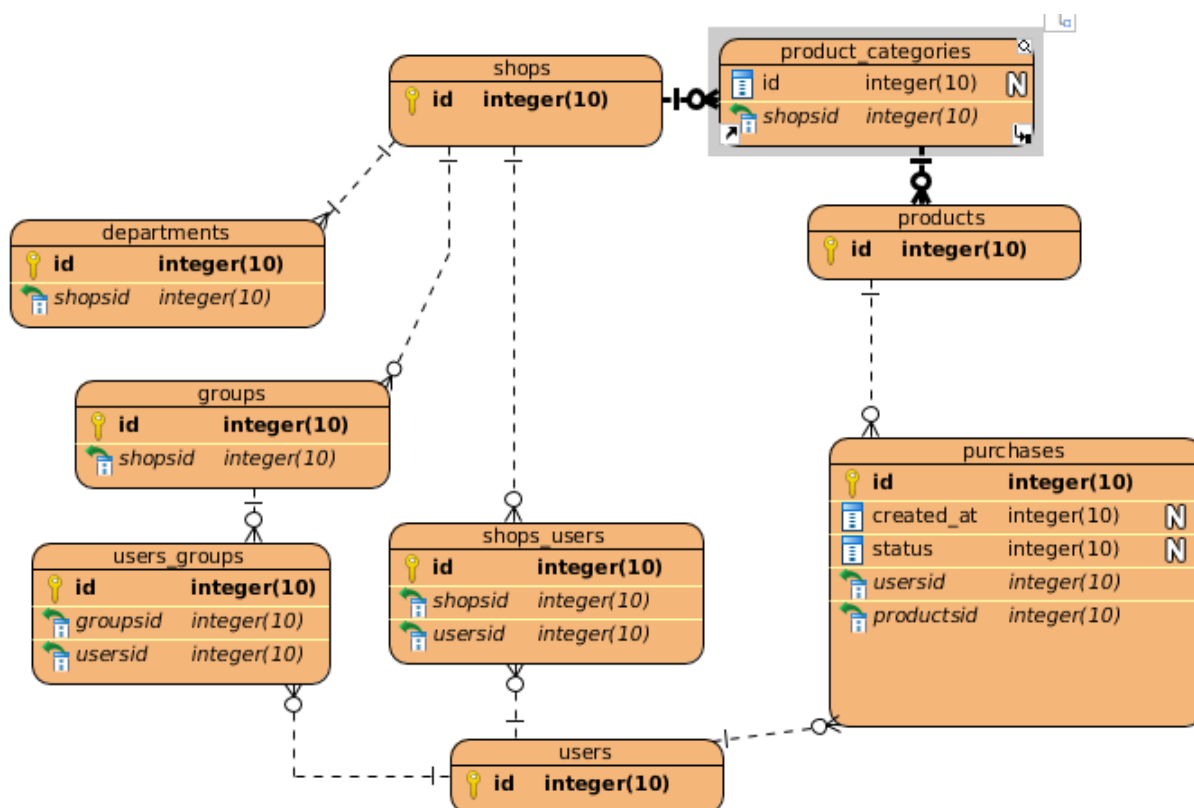 shops
id integer(10)
product_categories
id integer(10) N
shopsid integer(10)
departments
id integer(10)
shopsid integer(10)
products
id integer(10)
groups
id integer(10)
shopsid integer(10)
purchases
id integer(10)
created_at integer(10) N
status integer(10) N
usersid integer(10)
productsid integer(10)
users_groups
id integer(10)
groupsid integer(10)
usersid integer(10)
shops_users
id integer(10)
shopsid integer(10)
usersid integer(10)
users
id integer(10)